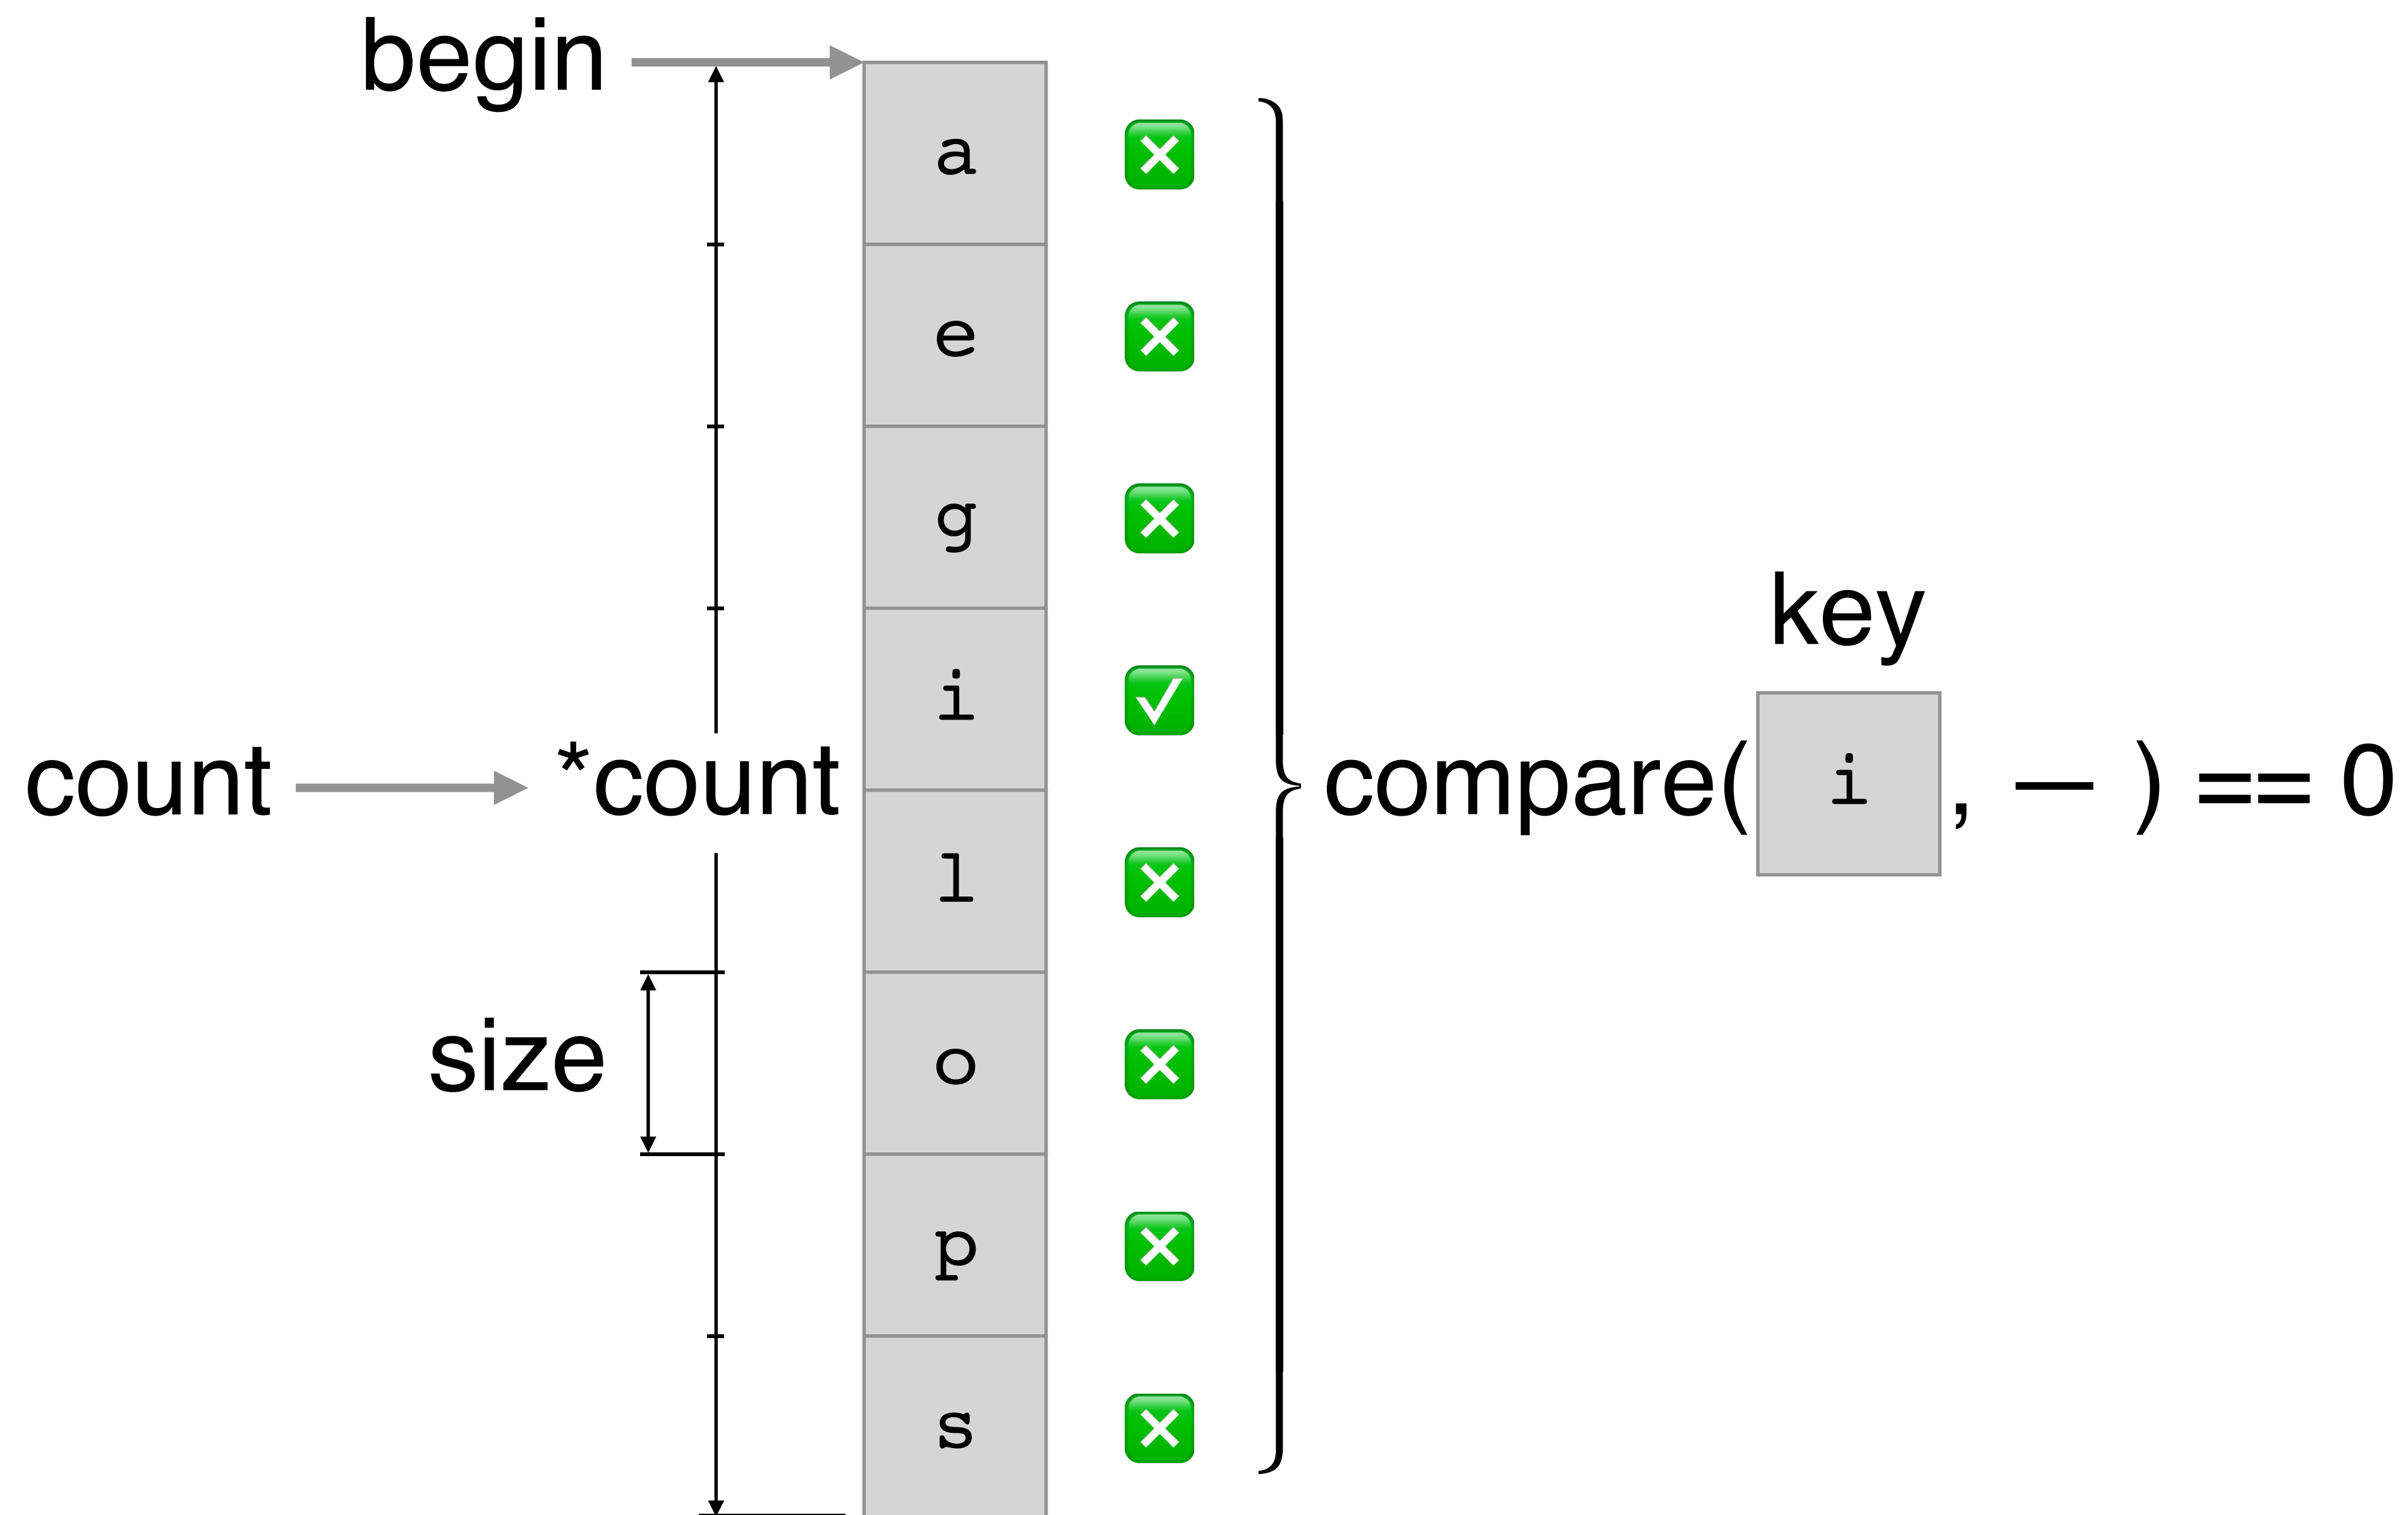 begin
a
e
g
i
key
count *count compare( i , — ) == 0
l
size
o
p
s